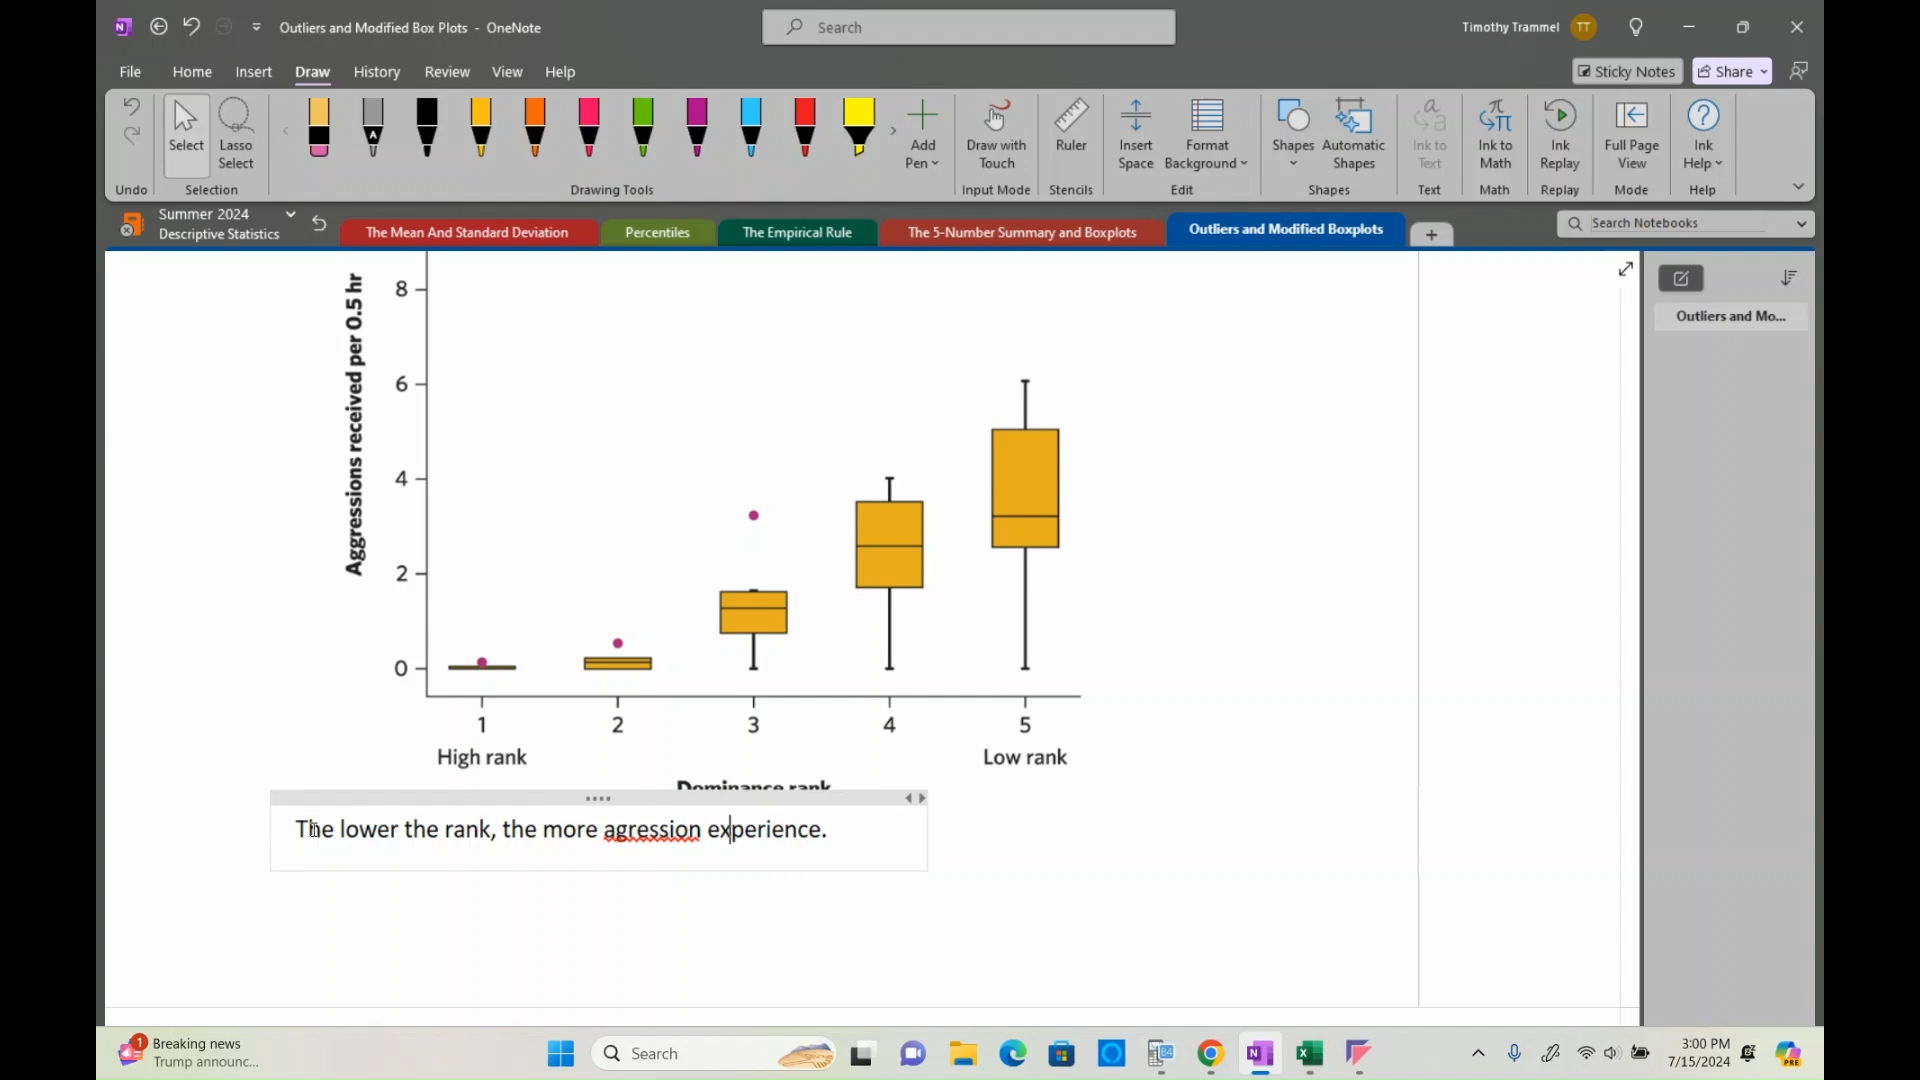 Outliers and Modified Box Plots - OneNote
Search
Timothy Trammel
TT
File Home Insert Draw History Review View Help
Sticky Notes
Share
Select
Lasso Select
Add Pen
Draw with Touch
Ruler
Insert Space
Format Background
Shapes
Automatic Shapes
Ink to Text
Ink to Math
Ink Replay
Full Page View
Ink Help
Undo
Selection
Drawing Tools
Input Mode
Stencils
Edit
Shapes
Text
Math
Replay
Mode
Help
Summer 2024
Descriptive Statistics
The Mean And Standard Deviation
Percentiles
The Empirical Rule
The 5-Number Summary and Boxplots
Outliers and Modified Boxplots
Search Notebooks
Outliers and Mo...
Aggressions received per 0.5 hr
8
6
4
2
0
1 2 3 4 5
High rank Low rank
Dominance rank
The lower the rank, the more agression experience.
1
Breaking news
Trump announc...
Search
84
3:00 PM
7/15/2024
PRE